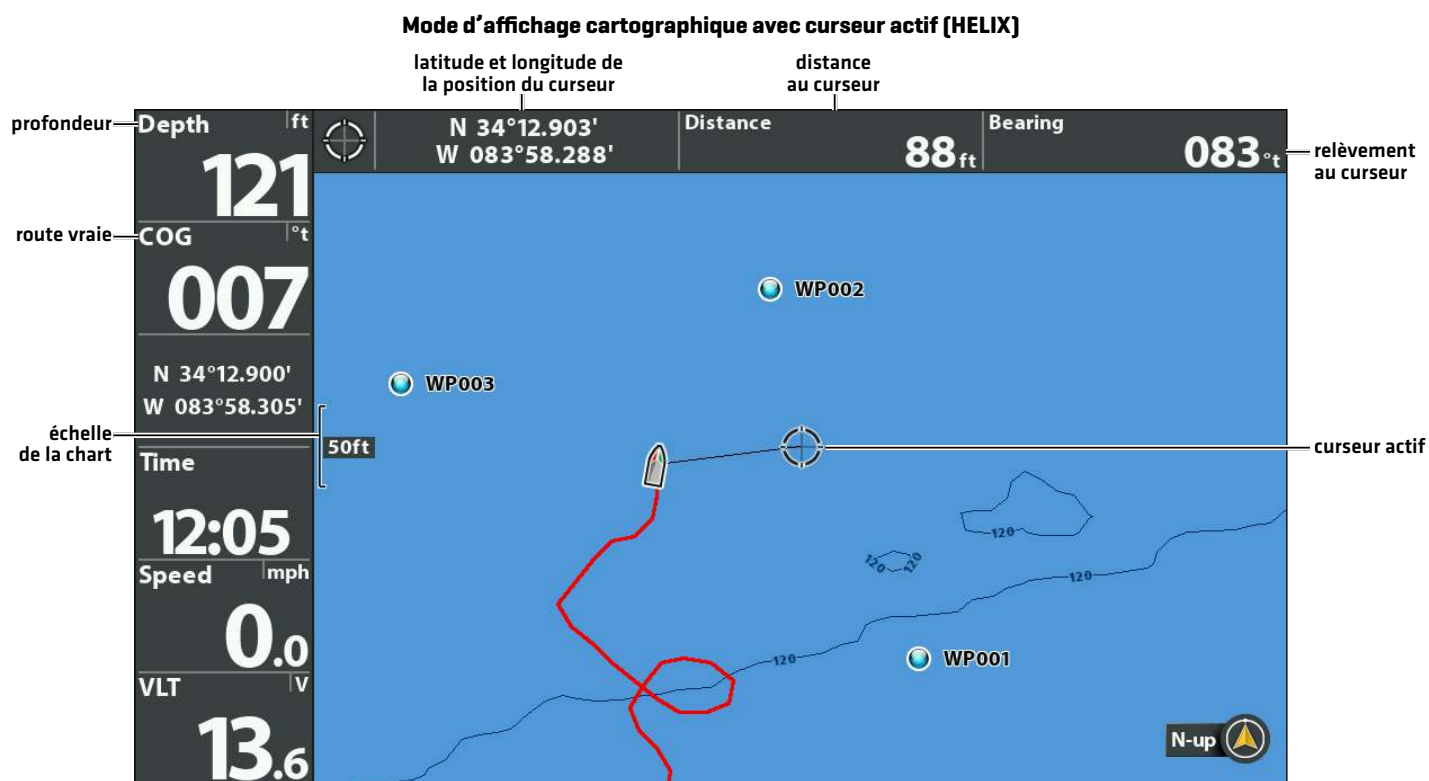 Mode d'affichage cartographique avec curseur actif (HELIX)
latitude et longitude de
la position du curseur
distance
au curseur
profondeur
Depth ft
121
N 34°12.903'
W 083°58.288'
Distance
88 ft
Bearing
083 °t
relèvement
au curseur
route vraie
COG °t
007
WP002
N 34°12.900'
W 083°58.305'
WP003
échelle
de la chart
50ft
curseur actif
Time
12:05
120
120
120
120
Speed mph
0.0
120
WP001
VLT V
13.6
N-up